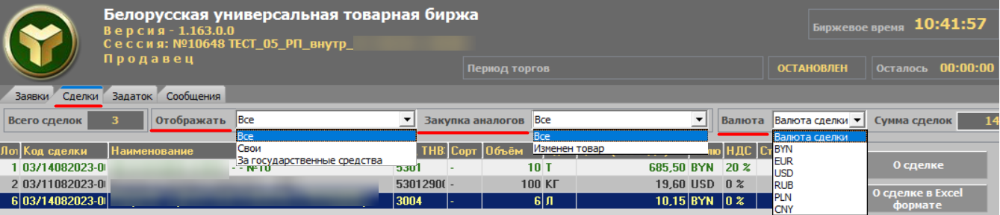 Белорусская универсальная товарная биржа
Версия - 1.163.0.0
Сессия: №10648 ТЕСТ_05_РП_внутр_
Продавец
Биржевое время 10:41:57
Период торгов ОСТАНОВЛЕН Осталось 00:00:00
Заявки Сделки Задаток Сообщения
Всего сделок 3 Отображать Все Закупка аналогов Все Валюта Валюта сделки Сумма сделок 14
Все Все Валюта сделки
Свои Изменен товар BYN
За государственные средства EUR
USD
RUB
PLN
CNY
Лот Код сделки Наименование ТНВ Сорт Объём НДС
1 03/14082023-0 - - №10 5301 - 10 Т 685,50 BYN 20 %
2 03/11082023-0 5301290( - 100 КГ 19,60 USD 0 %
6 03/14082023-0 3004 - 6 Л 10,15 BYN 0 %
О сделке
О сделке в Excel
формате